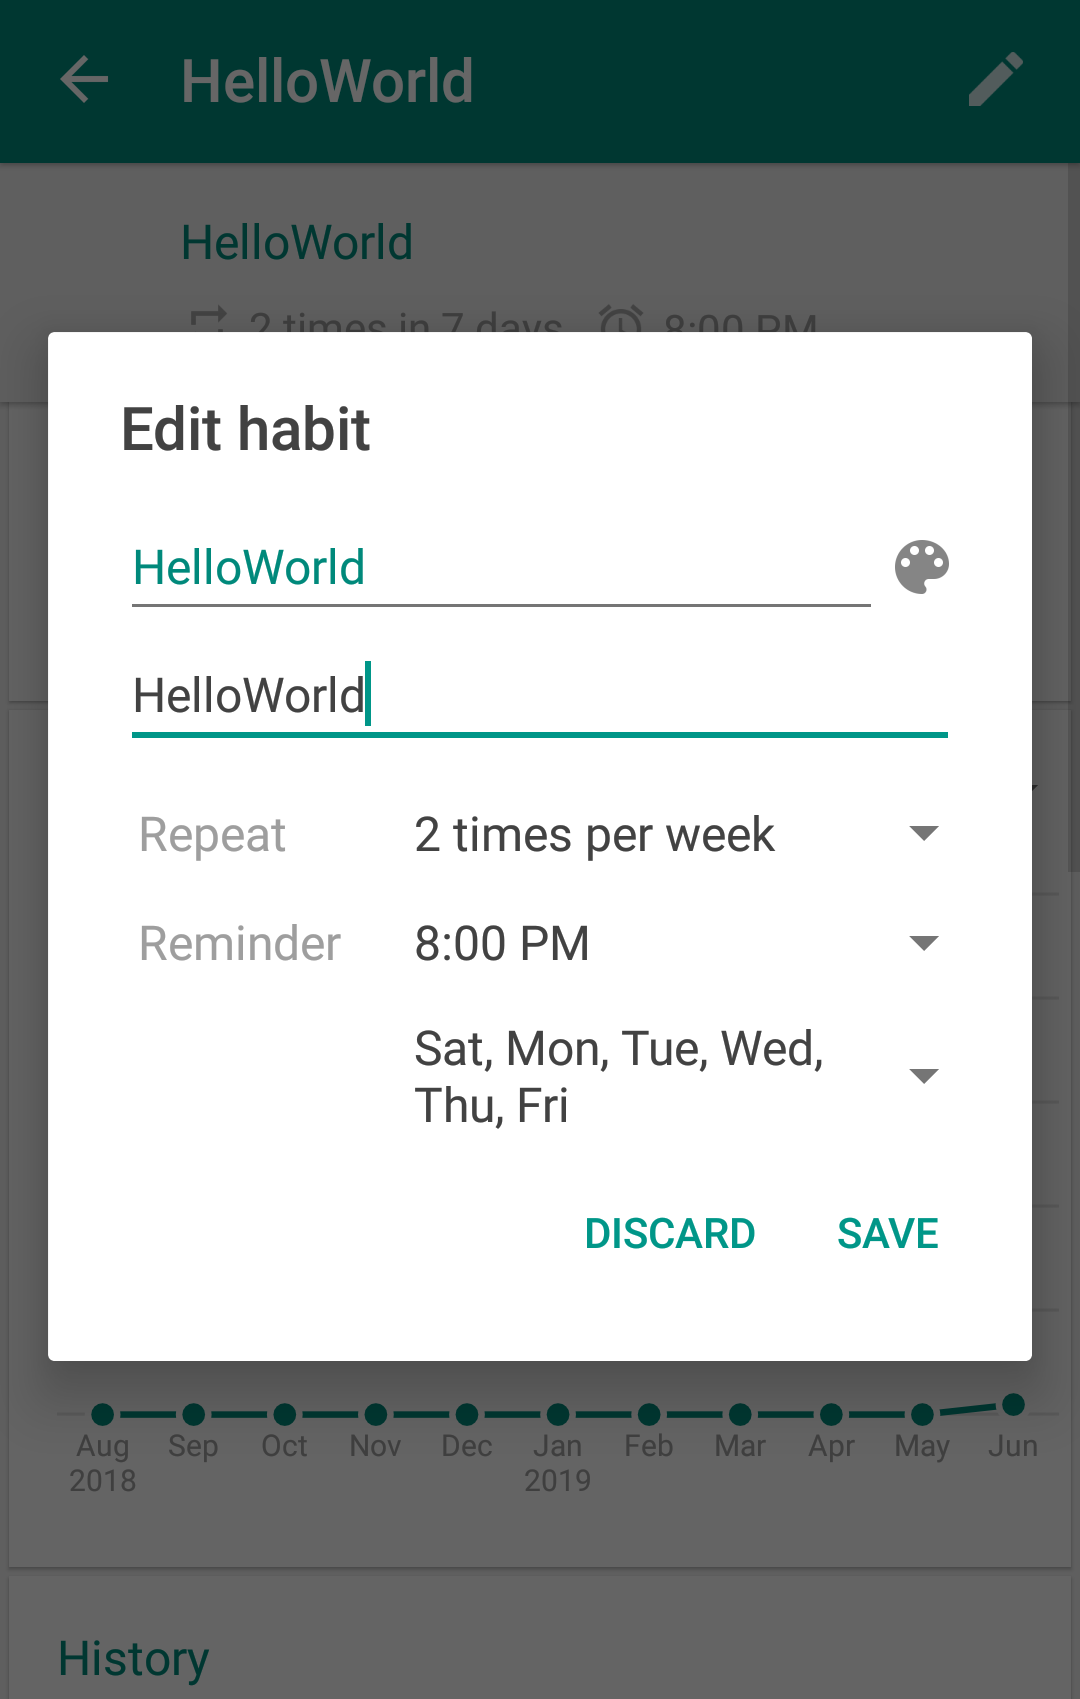 HelloWorld
HelloWorld
2 times in 7 days 8:00 PM
Edit habit
HelloWorld
HelloWorld
Repeat 2 times per week
Reminder 8:00 PM
Sat, Mon, Tue, Wed,
Thu, Fri
DISCARD SAVE
Aug Sep Oct Nov Dec Jan Feb Mar Apr May Jun
2018 2019
History